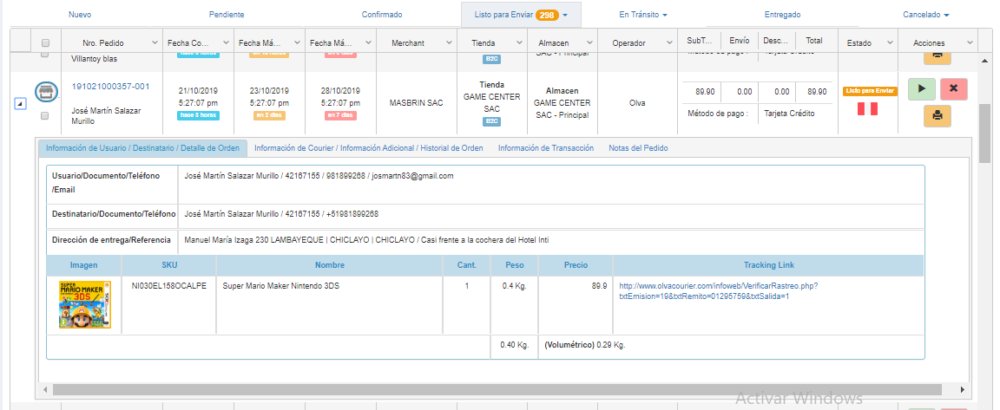 Nuevo Pendiente Confirmado Listo para Enviar 298 En Tránsito Entregado Cancelado
Nro. Pedido Fecha Co... Fecha Má... Fecha Má... Merchant Tienda Almacen Operador SubT... Envío Desc... Total Estado Acciones
Villantoy blas B2C SAC - Principal
191021000357-001
José Martín Salazar
Murillo
21/10/2019
5:27:07 pm
hace 8 horas
23/10/2019
5:27:07 pm
en 2 días
28/10/2019
5:27:07 pm
en 7 días
MASBRIN SAC
Tienda
GAME CENTER
SAC
B2C
Almacen
GAME CENTER
SAC - Principal
Olva
89.90 0.00 0.00 89.90
Método de pago : Tarjeta Crédito
Listo para Enviar
Información de Usuario / Destinatario / Detalle de Orden Información de Courier / Información Adicional / Historial de Orden Información de Transacción Notas del Pedido
Usuario/Documento/Teléfono
/Email
José Martín Salazar Murillo / 42167155 / 981899268 / josmartn83@gmail.com
Destinatario/Documento/Teléfono José Martín Salazar Murillo / 42167155 / +51981899268
Dirección de entrega/Referencia Manuel María Izaga 230 LAMBAYEQUE | CHICLAYO | CHICLAYO / Casi frente a la cochera del Hotel Inti
Imagen SKU Nombre Cant. Peso Precio Tracking Link
SUPER
MARIO MAKER
3DS
NI030EL158OCALPE Super Mario Maker Nintendo 3DS 1 0.4 Kg. 89.9 http://www.olvacourier.com/infoweb/VerificarRastreo.php?
txtEmision=19&txtRemito=01295759&txtSalida=1
0.40 Kg. (Volumétrico) 0.29 Kg.
Activar Windows